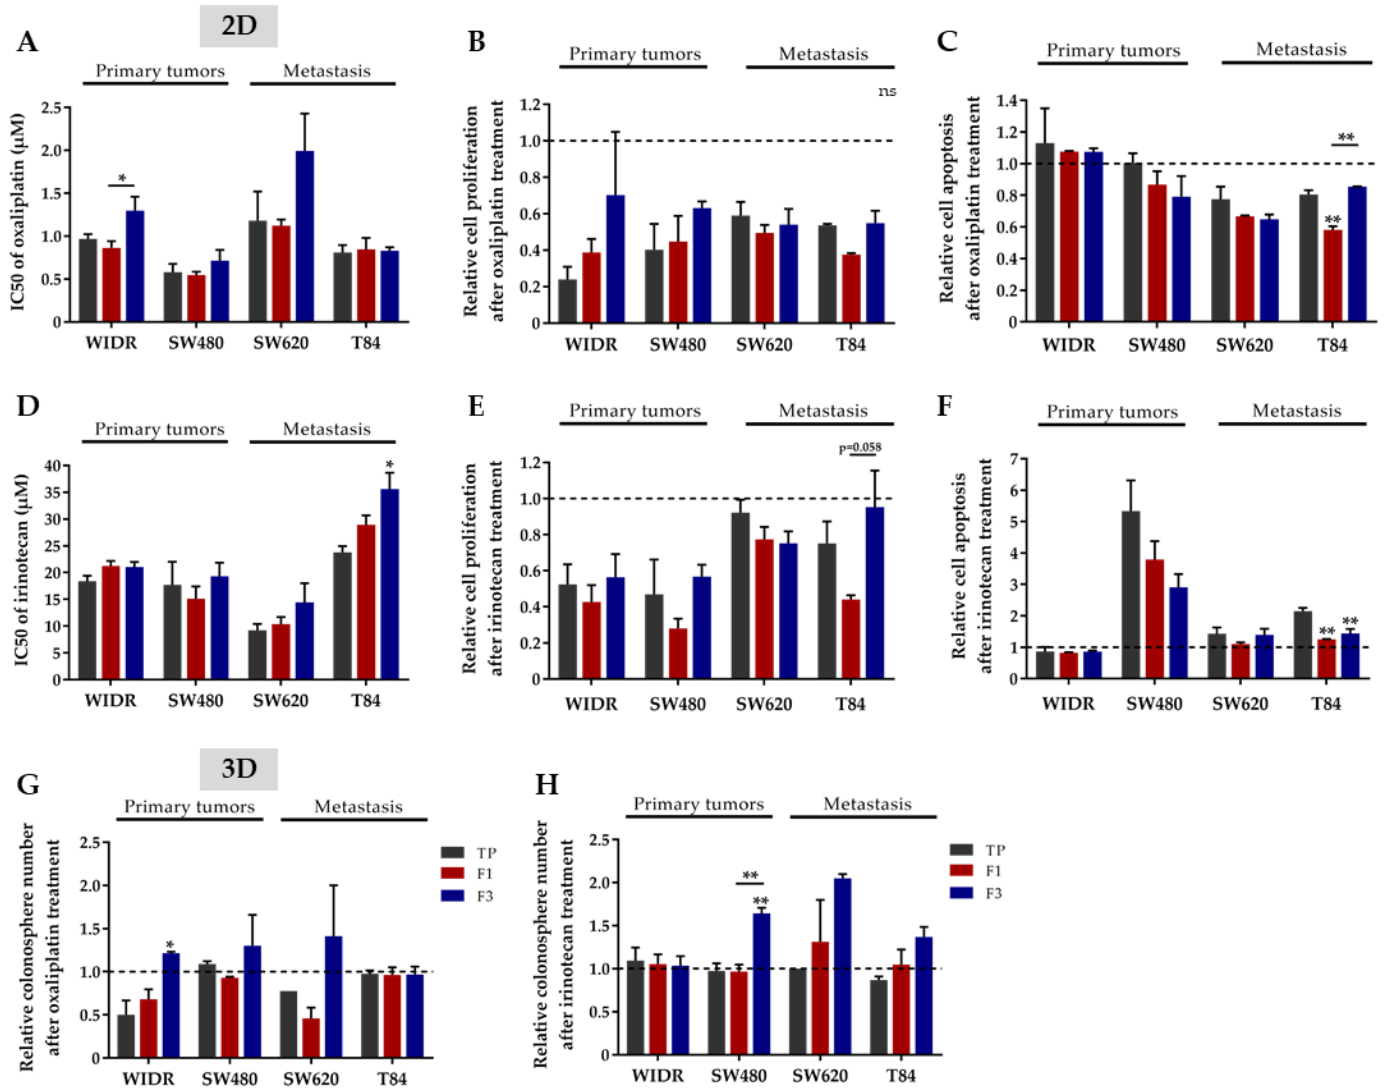 2D
A
Primary tumors
Metastasis
IC50 of oxaliplatin (μM)
2.5
2.0
1.5
1.0
0.5
0
*
WIDR
SW480
SW620
T84
B
Primary tumors
Metastasis
ns
Relative cell proliferation
after oxaliplatin treatment
1.2
1.0
0.8
0.6
0.4
0.2
0
WIDR
SW480
SW620
T84
C
Primary tumors
Metastasis
Relative cell apoptosis
after oxaliplatin treatment
1.4
1.2
1.0
0.8
0.6
0.4
0.2
0
**
**
WIDR
SW480
SW620
T84
D
Primary tumors
Metastasis
IC50 of irinotecan (μM)
40
35
30
25
20
15
10
5
0
*
WIDR
SW480
SW620
T84
E
Primary tumors
Metastasis
p=0.058
Relative cell proliferation
after irinotecan treatment
1.2
1.0
0.8
0.6
0.4
0.2
0
WIDR
SW480
SW620
T84
F
Primary tumors
Metastasis
Relative cell apoptosis
after irinotecan treatment
7
6
5
4
3
2
1
0
**
**
WIDR
SW480
SW620
T84
3D
G
Primary tumors
Metastasis
Relative colonosphere number
after oxaliplatin treatment
2.5
2.0
1.5
1.0
0.5
0
*
WIDR
SW480
SW620
T84
TP
F1
F3
H
Primary tumors
Metastasis
Relative colonosphere number
after irinotecan treatment
2.5
2.0
1.5
1.0
0.5
0
**
**
WIDR
SW480
SW620
T84
TP
F1
F3